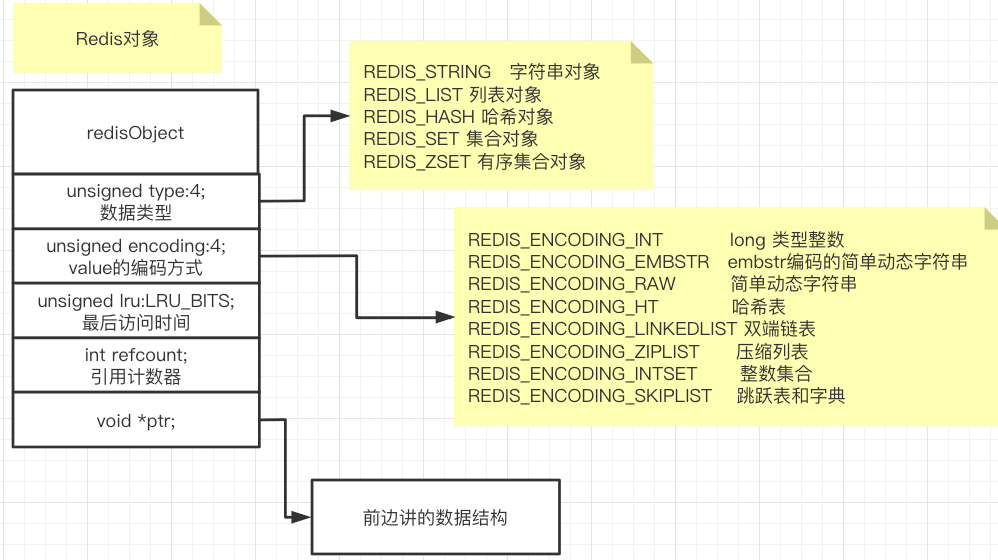 Redis对象
redisObject
unsigned type:4;
数据类型
unsigned encoding:4;
value的编码方式
unsigned lru:LRU_BITS;
最后访问时间
int refcount;
引用计数器
void *ptr;
REDIS_STRING 字符串对象
REDIS_LIST 列表对象
REDIS_HASH 哈希对象
REDIS_SET 集合对象
REDIS_ZSET 有序集合对象
REDIS_ENCODING_INT long 类型整数
REDIS_ENCODING_EMBSTR embstr编码的简单动态字符串
REDIS_ENCODING_RAW 简单动态字符串
REDIS_ENCODING_HT 哈希表
REDIS_ENCODING_LINKEDLIST 双端链表
REDIS_ENCODING_ZIPLIST 压缩列表
REDIS_ENCODING_INTSET 整数集合
REDIS_ENCODING_SKIPLIST 跳跃表和字典
前边讲的数据结构